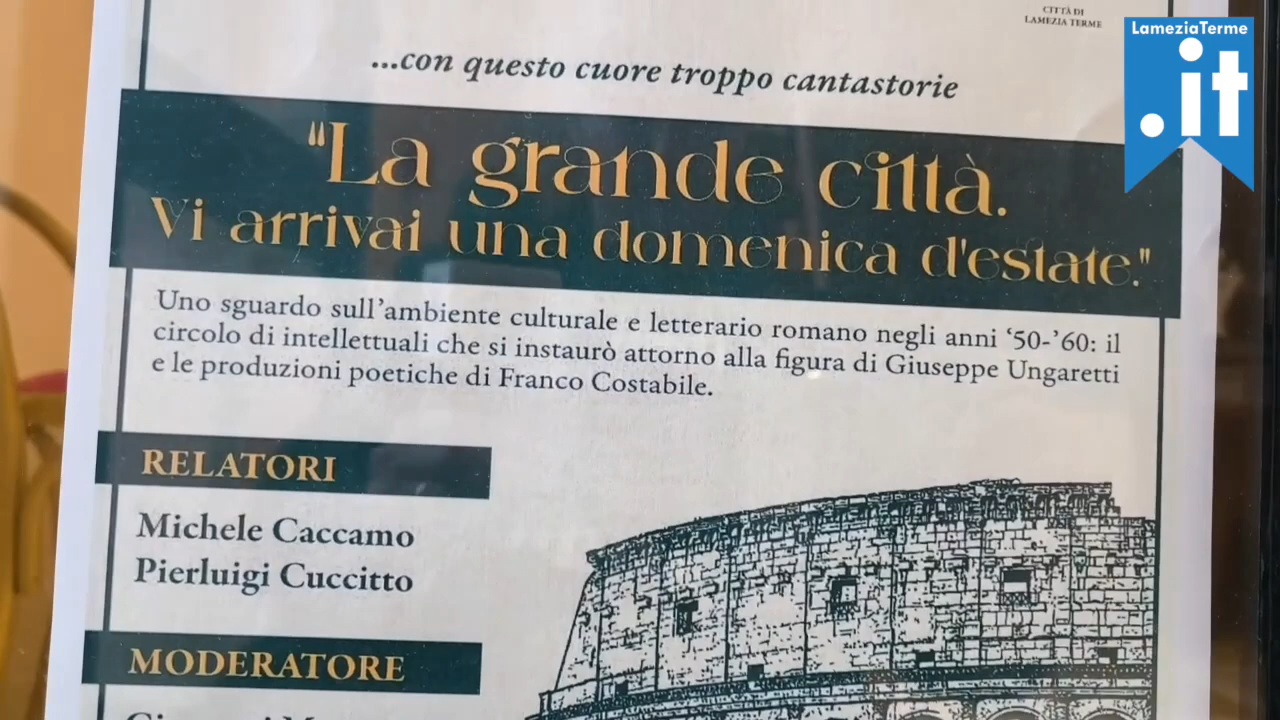 CITTÀ DI
LAMEZIA TERME
LameziaTerme
.it
...con questo cuore troppo cantastorie
"La grande città.
Vi arrivai una domenica d'estate."
Uno sguardo sull'ambiente culturale e letterario romano negli anni '50-'60: il
circolo di intellettuali che si instaurò attorno alla figura di Giuseppe Ungaretti
e le produzioni poetiche di Franco Costabile.
RELATORI
Michele Caccamo
Pierluigi Cuccitto
MODERATORE